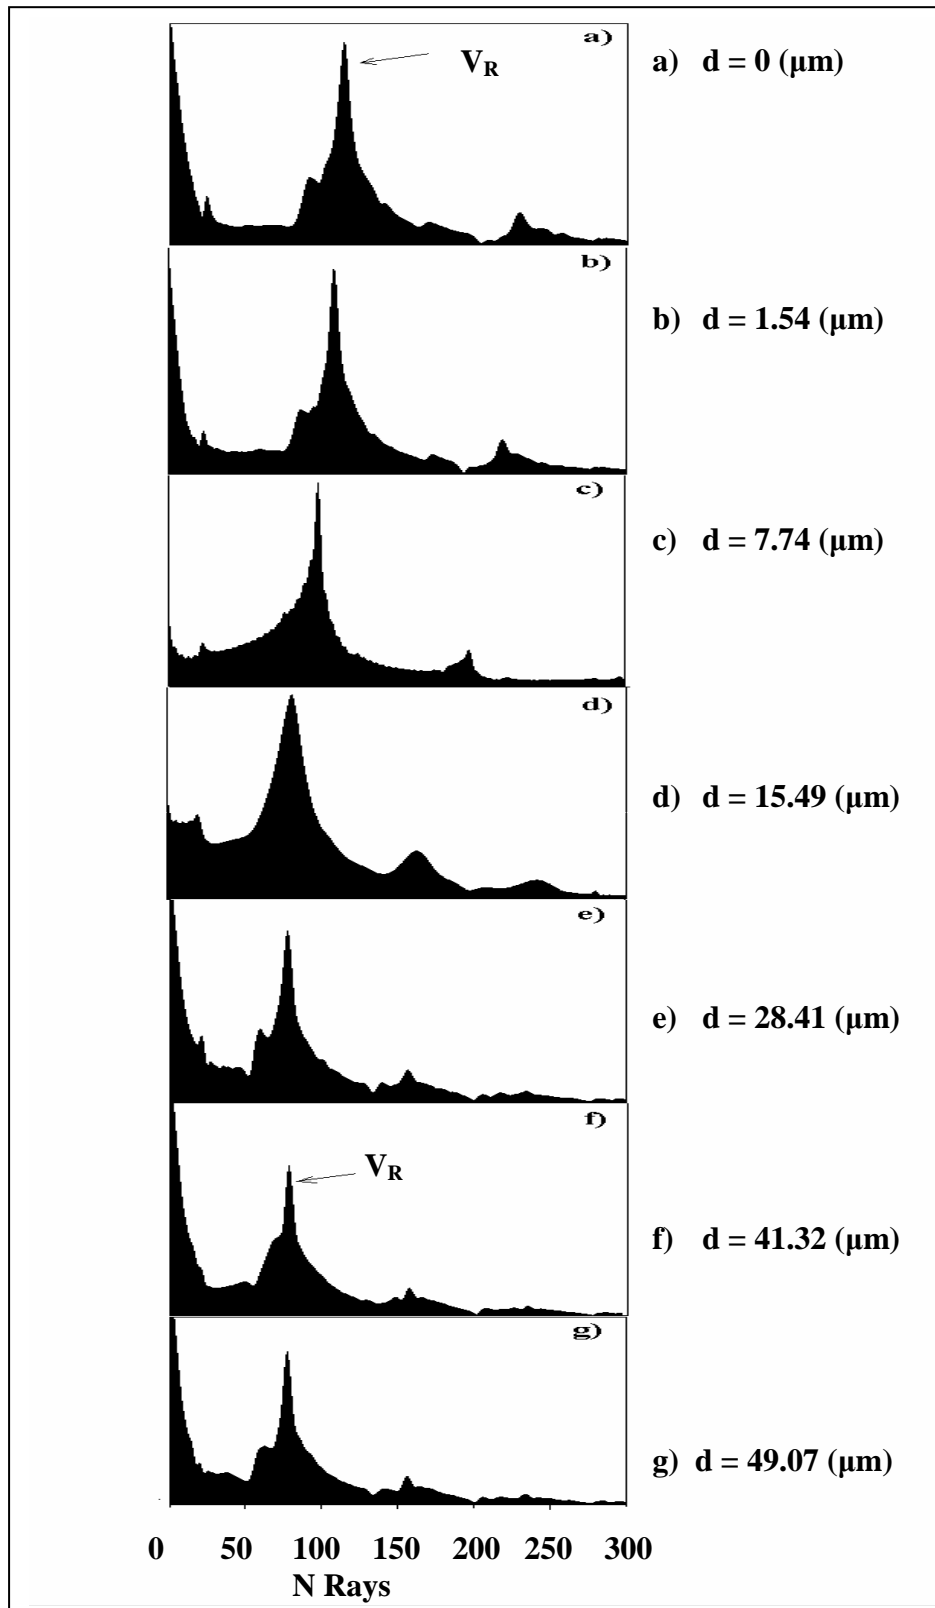 a)
V_R
a) d = 0 (μm)
b)
b) d = 1.54 (μm)
c)
c) d = 7.74 (μm)
d)
d) d = 15.49 (μm)
e)
e) d = 28.41 (μm)
f)
V_R
f) d = 41.32 (μm)
g)
g) d = 49.07 (μm)
0 50 100 150 200 250 300
N Rays